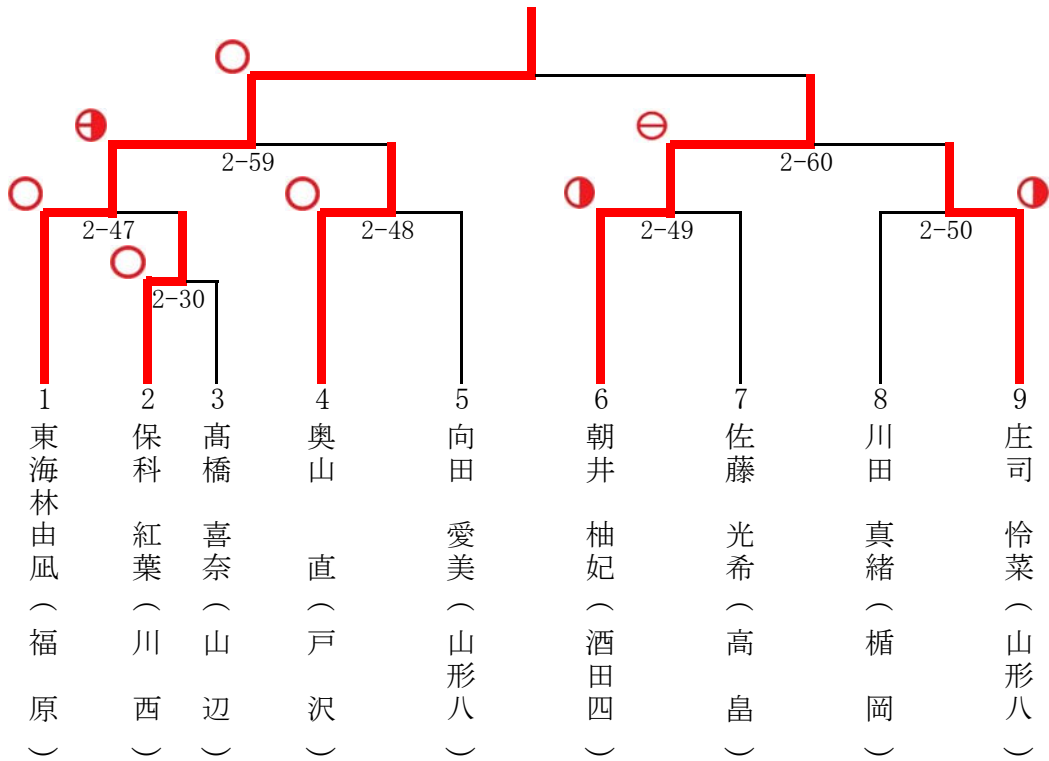 2-59
2-60
2-47
2-48
2-49
2-50
2-30
1
東海林由凪（福原）
2
保科 紅葉（川西）
3
髙橋 喜奈（山辺）
4
奥山 直（戸沢）
5
向田 愛美（山形八）
6
朝井 柚妃（酒田四）
7
佐藤 光希（高畠）
8
川田 真緒（楯岡）
9
庄司 怜菜（山形八）